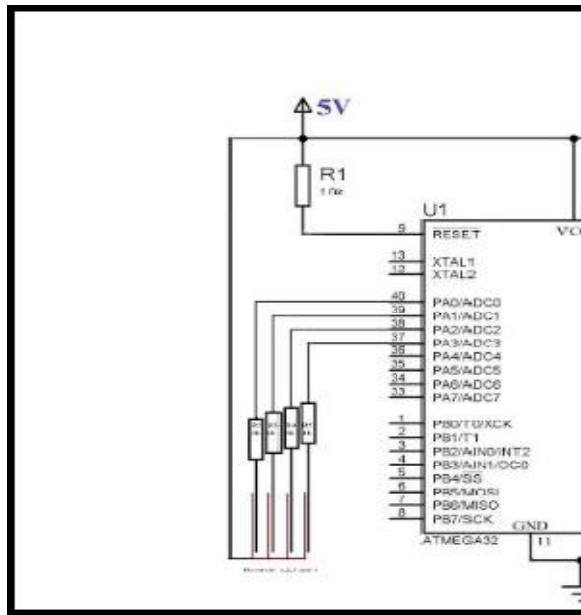 5V
R1
10k
U1
9 RESET VCC
13 XTAL1
12 XTAL2
40 PA0/ADC0
39 PA1/ADC1
38 PA2/ADC2
37 PA3/ADC3
36 PA4/ADC4
35 PA5/ADC5
34 PA6/ADC6
33 PA7/ADC7
1 PB0/T0/XCK
2 PB1/T1
3 PB2/AIN0/INT2
4 PB3/AIN1/OC0
5 PB4/SS
6 PB5/MOSI
7 PB6/MISO
8 PB7/SCK
GND
ATMEGA32 11